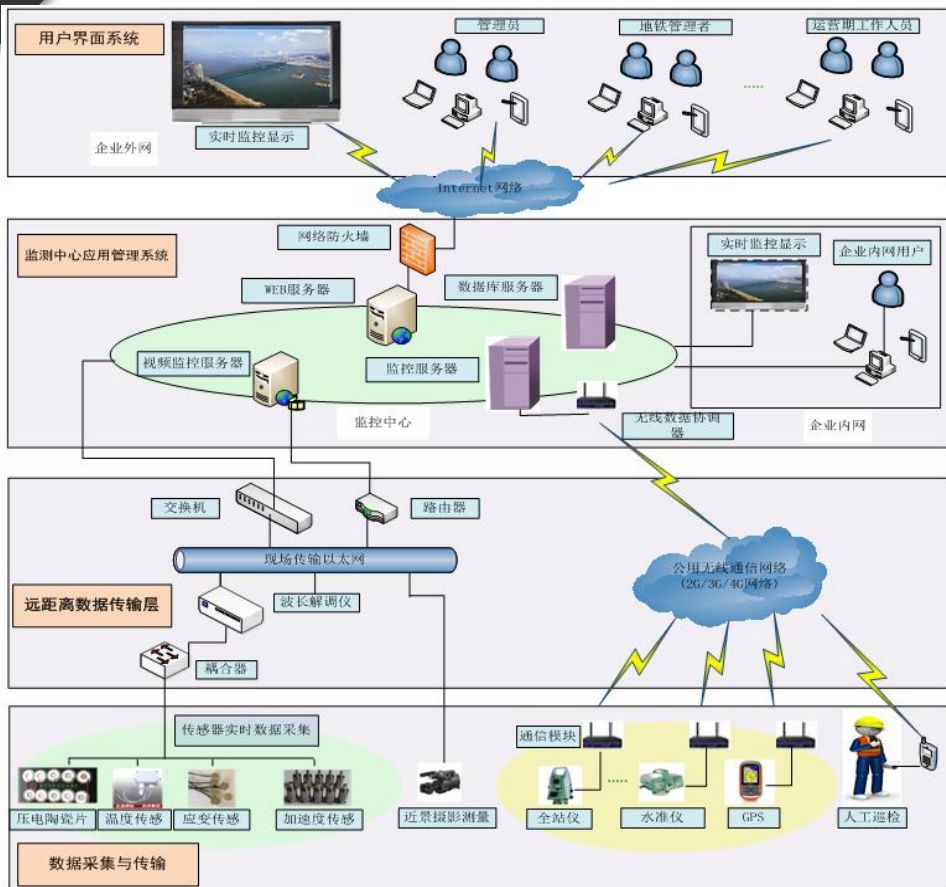 用户界面系统
管理员
地铁管理者
运营期工作人员
.....
实时监控显示
企业外网
Internet网络
监测中心应用管理系统
网络防火墙
实时监控显示
企业内网用户
WEB服务器
数据库服务器
视频监控服务器
监控服务器
监控中心
无线数据协调
器
企业内网
交换机
路由器
现场传输以太网
公用无线通信网络
(2G/3G/4G网络)
远距离数据传输层
波长解调仪
耦合器
传感器实时数据采集
通信模块
.....
压电陶瓷片
温度传感
应变传感
加速度传感
近景摄影测量
全站仪
水准仪
GPS
人工巡检
数据采集与传输